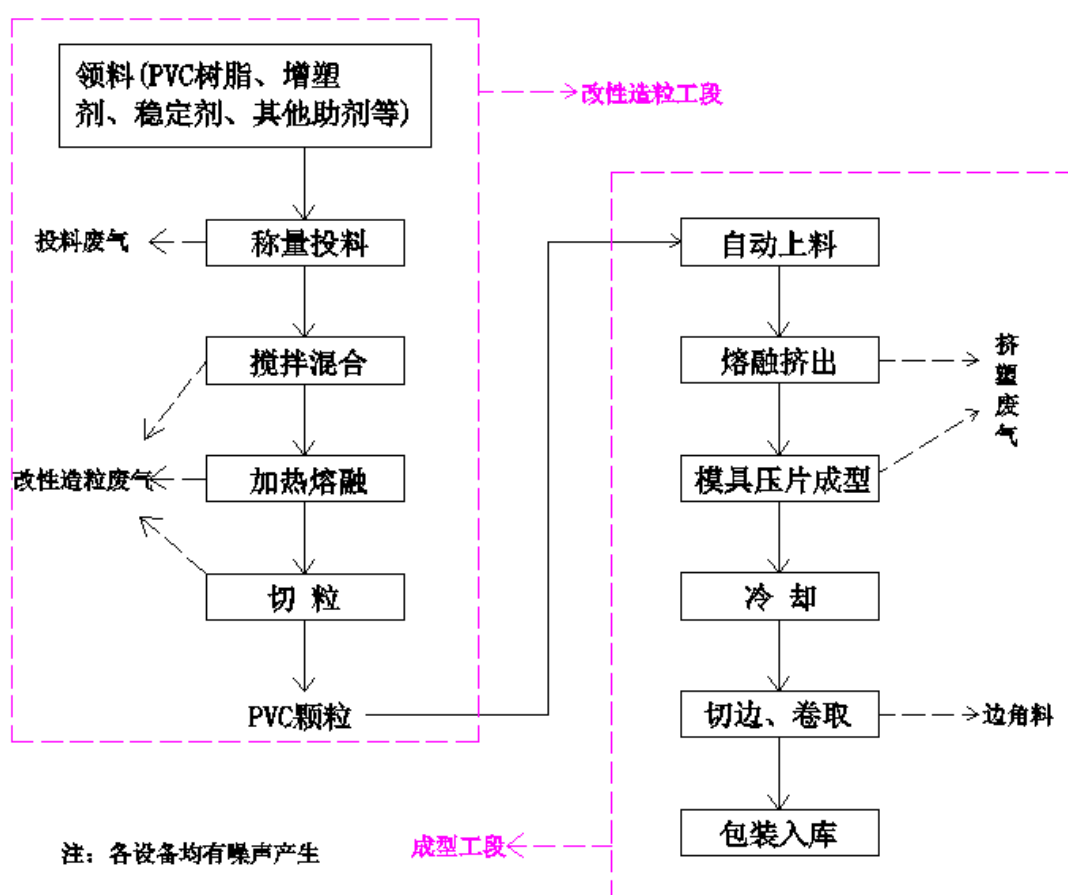 领料(PVC树脂、增塑
剂、稳定剂、其他助剂等)
改性造粒工段
投料废气
称量投料
搅拌混合
改性造粒废气
加热熔融
切 粒
PVC颗粒
注：各设备均有噪声产生
自动上料
熔融挤出
挤
塑
废
气
模具压片成型
冷 却
切边、卷取
边角料
包装入库
成型工段